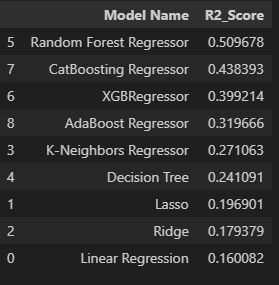 Model Name R2_Score
5 Random Forest Regressor 0.509678
7 CatBoosting Regressor 0.438393
6 XGBRegressor 0.399214
8 AdaBoost Regressor 0.319666
3 K-Neighbors Regressor 0.271063
4 Decision Tree 0.241091
1 Lasso 0.196901
2 Ridge 0.179379
0 Linear Regression 0.160082